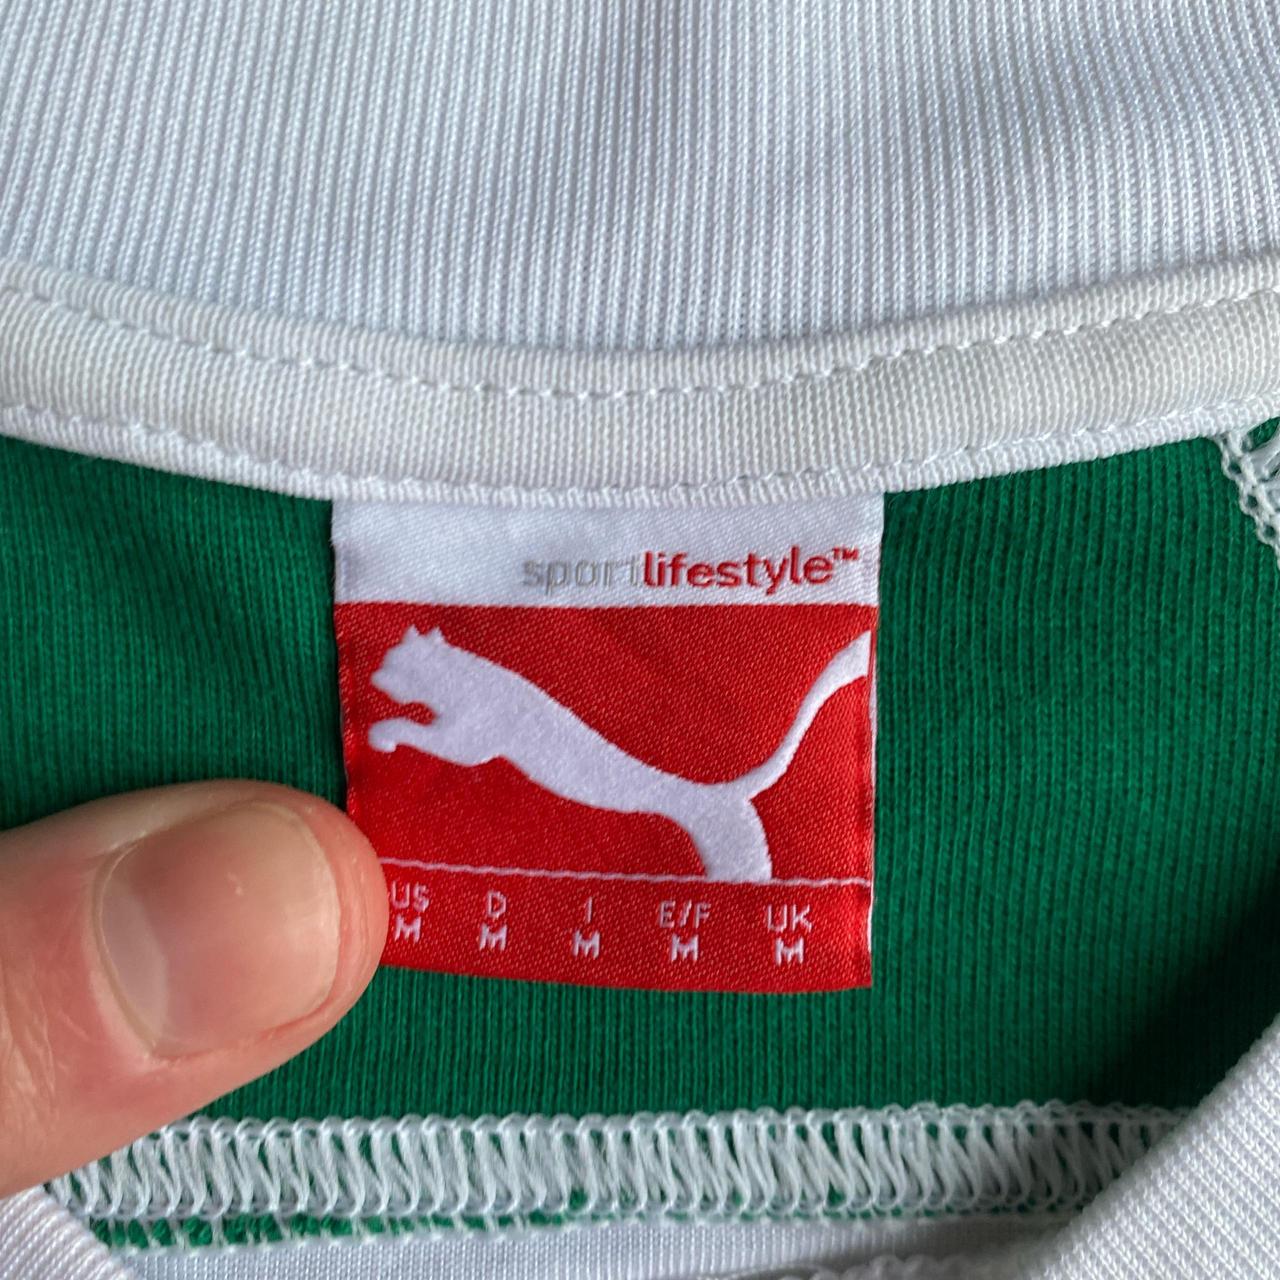 sportlifestyle™
US D I E/F UK
M M M M M